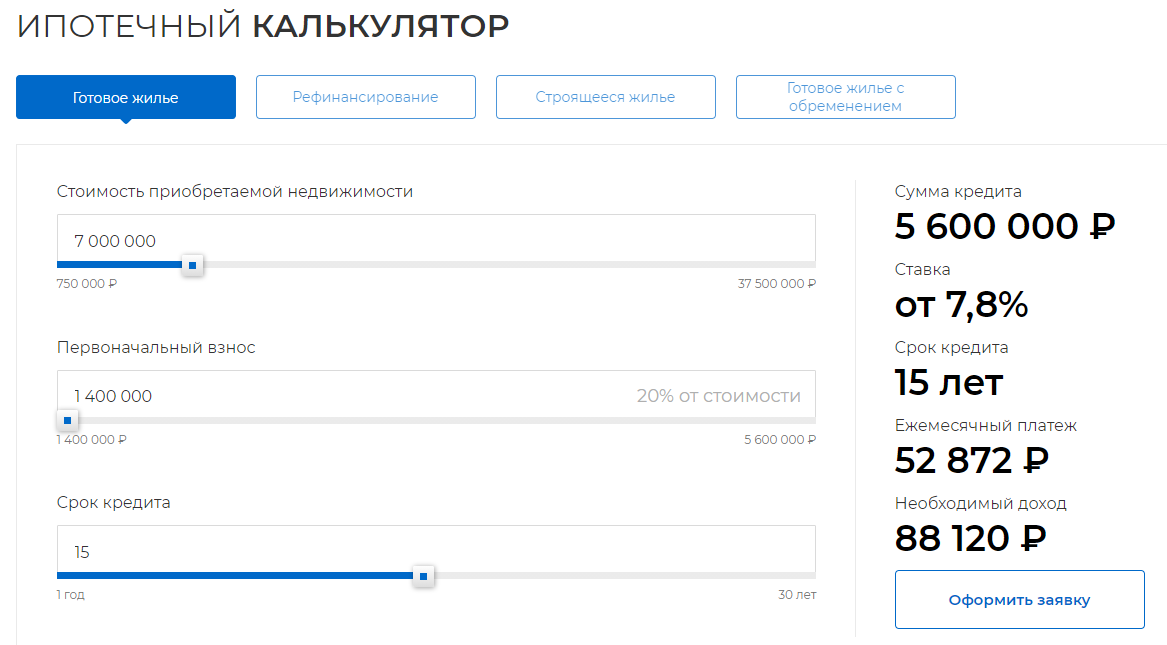 ИПОТЕЧНЫЙ КАЛЬКУЛЯТОР
Готовое жилье
Рефинансирование
Строящееся жилье
Готовое жилье с
обременением
Стоимость приобретаемой недвижимости
7 000 000
750 000 ₽
37 500 000 ₽
Первоначальный взнос
1 400 000
20% от стоимости
1 400 000 ₽
5 600 000 ₽
Срок кредита
15
1 год
30 лет
Сумма кредита
5 600 000 ₽
Ставка
от 7,8%
Срок кредита
15 лет
Ежемесячный платеж
52 872 ₽
Необходимый доход
88 120 ₽
Оформить заявку